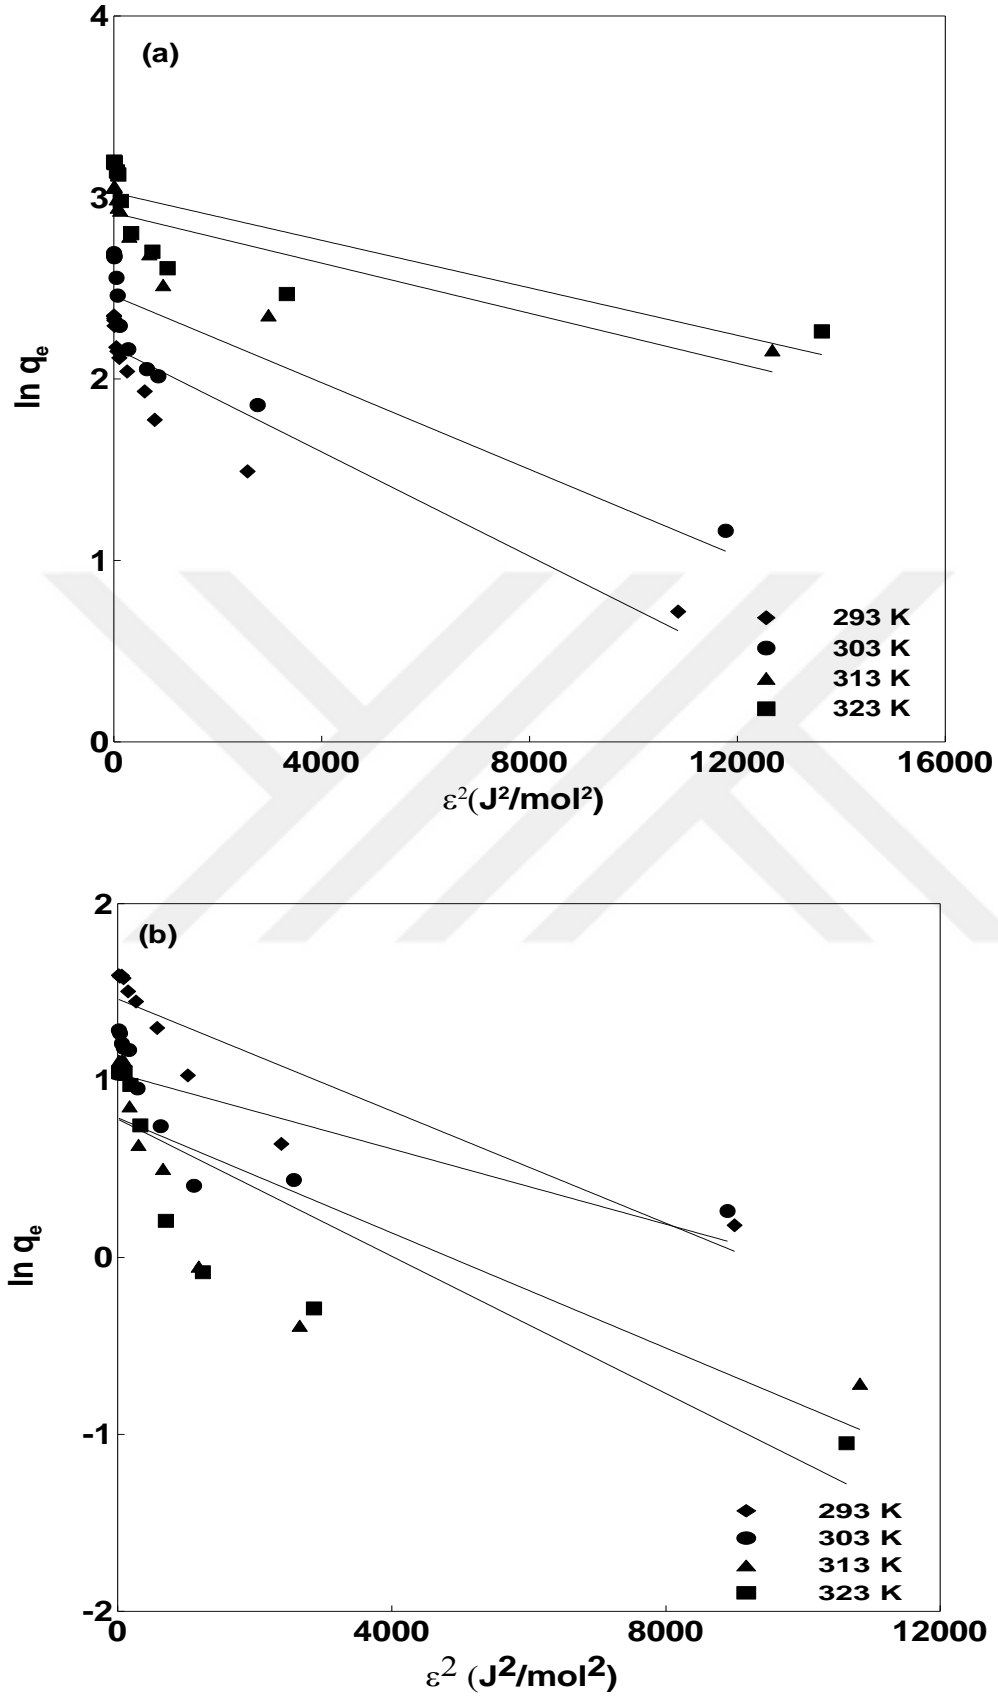 4
(a)
3
ln qₑ
2
1
293 K
303 K
313 K
323 K
0
0 4000 8000 12000 16000
ε²(J²/mol²)
2
(b)
1
ln qₑ
0
-1
293 K
303 K
313 K
323 K
-2
0 4000 8000 12000
ε² (J²/mol²)